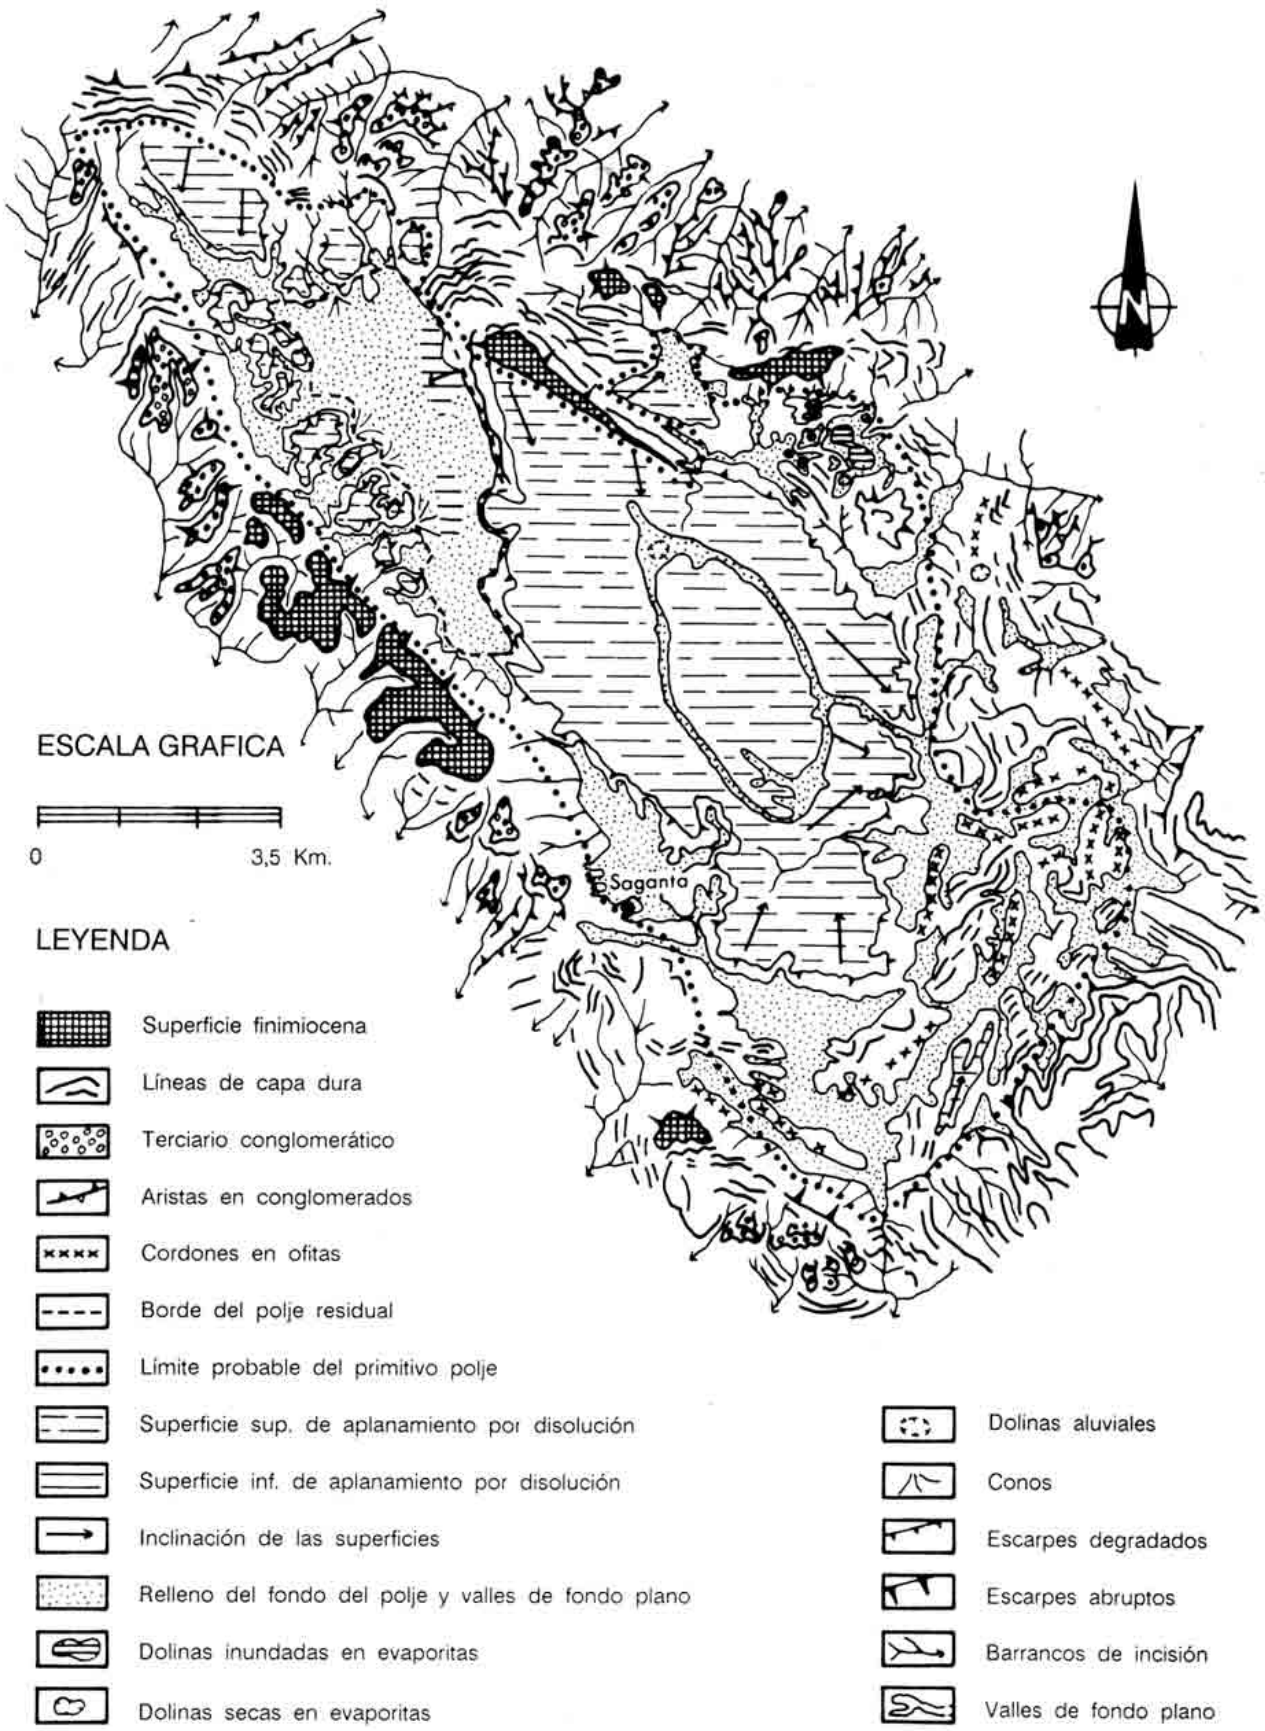 N
ESCALA GRAFICA
0 3,5 Km.
Saganta
LEYENDA
Superficie finimiocena
Líneas de capa dura
Terciario conglomerático
Aristas en conglomerados
Cordones en ofitas
Borde del polje residual
Límite probable del primitivo polje
Superficie sup. de aplanamiento por disolución
Superficie inf. de aplanamiento por disolución
Inclinación de las superficies
Relleno del fondo del polje y valles de fondo plano
Dolinas inundadas en evaporitas
Dolinas secas en evaporitas
Dolinas aluviales
Conos
Escarpes degradados
Escarpes abruptos
Barrancos de incisión
Valles de fondo plano